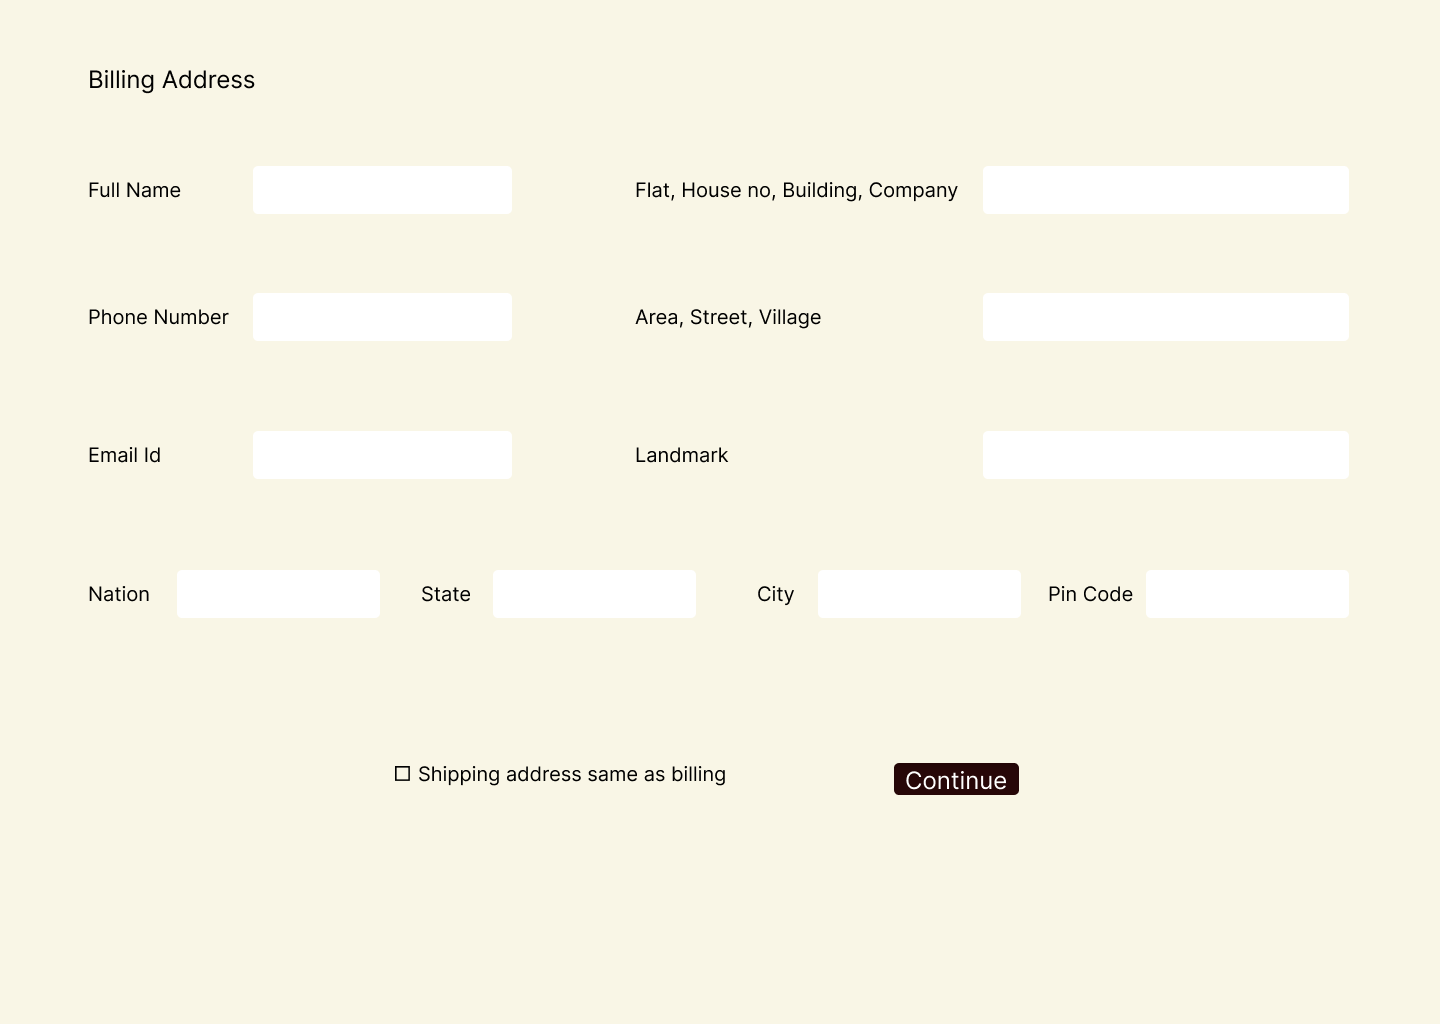 Billing Address
Full Name
Flat, House no, Building, Company
Phone Number
Area, Street, Village
Email Id
Landmark
Nation
State
City
Pin Code
Shipping address same as billing
Continue